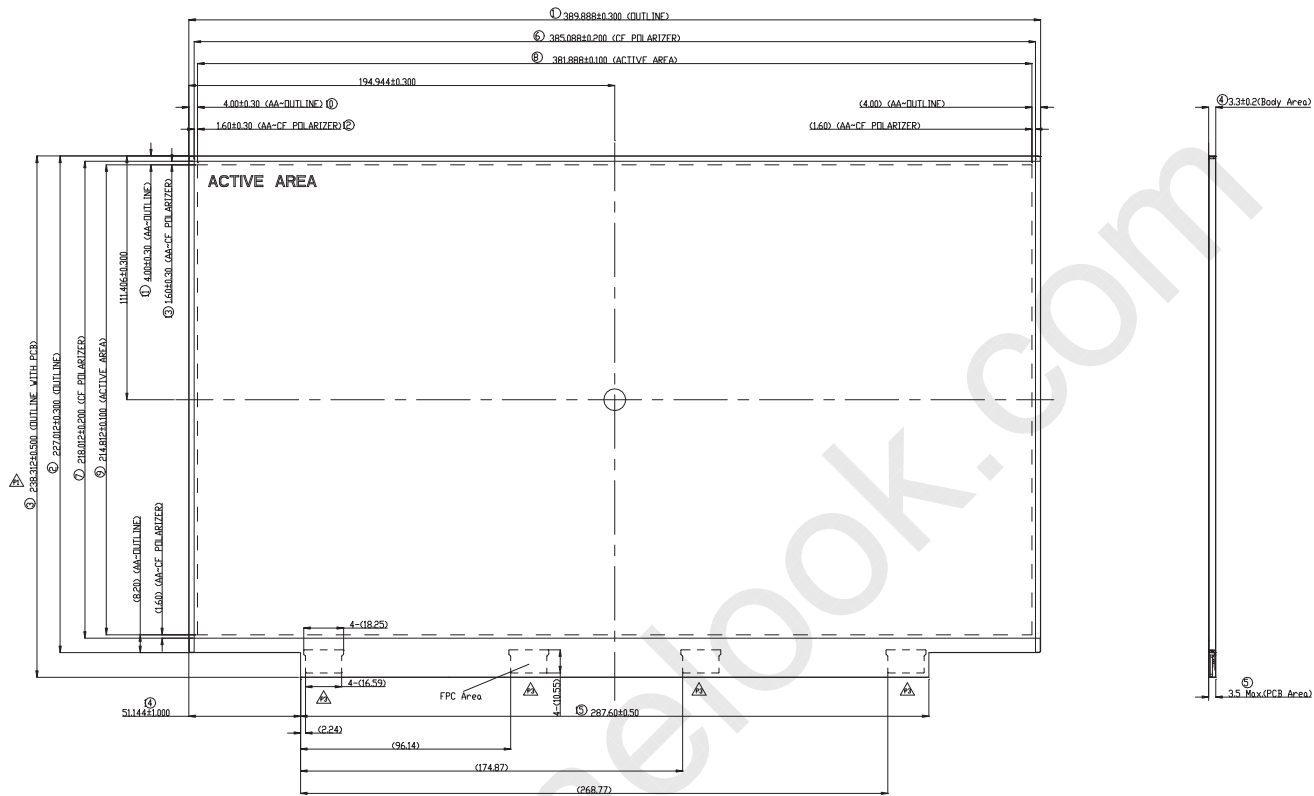 ① 389.888±0.300 (OUTLINE)
⑥ 385.088±0.200 (CF POLARIZER)
⑧ 381.888±0.100 (ACTIVE AREA)
194.944±0.300
4.00±0.30 (AA~OUTLINE) ⑩
(4.00) (AA~OUTLINE)
1.60±0.30 (AA~CF POLARIZER) ⑫
(1.60) (AA~CF POLARIZER)
④ 3.3±0.2(Body Area)
ACTIVE AREA
③ 238.312±0.500 (OUTLINE WITH PCB)
② 227.012±0.300 (OUTLINE)
⑦ 218.012±0.200 (CF POLARIZER)
⑨ 214.812±0.100 (ACTIVE AREA)
111.406±0.300
⑪ 4.00±0.30 (AA~OUTLINE)
⑬ 1.60±0.30 (AA~CF POLARIZER)
(8.20) (AA~OUTLINE)
(1.60) (AA~CF POLARIZER)
4-(18.25)
4-(16.59)
FPC Area
4-(10.55)
P3
P3
P3
⑭
51.144±1.000
⑮ 287.60±0.50
(2.24)
(96.14)
(174.87)
(268.77)
⑤
3.5 Max.(PCB Area)
elook.com